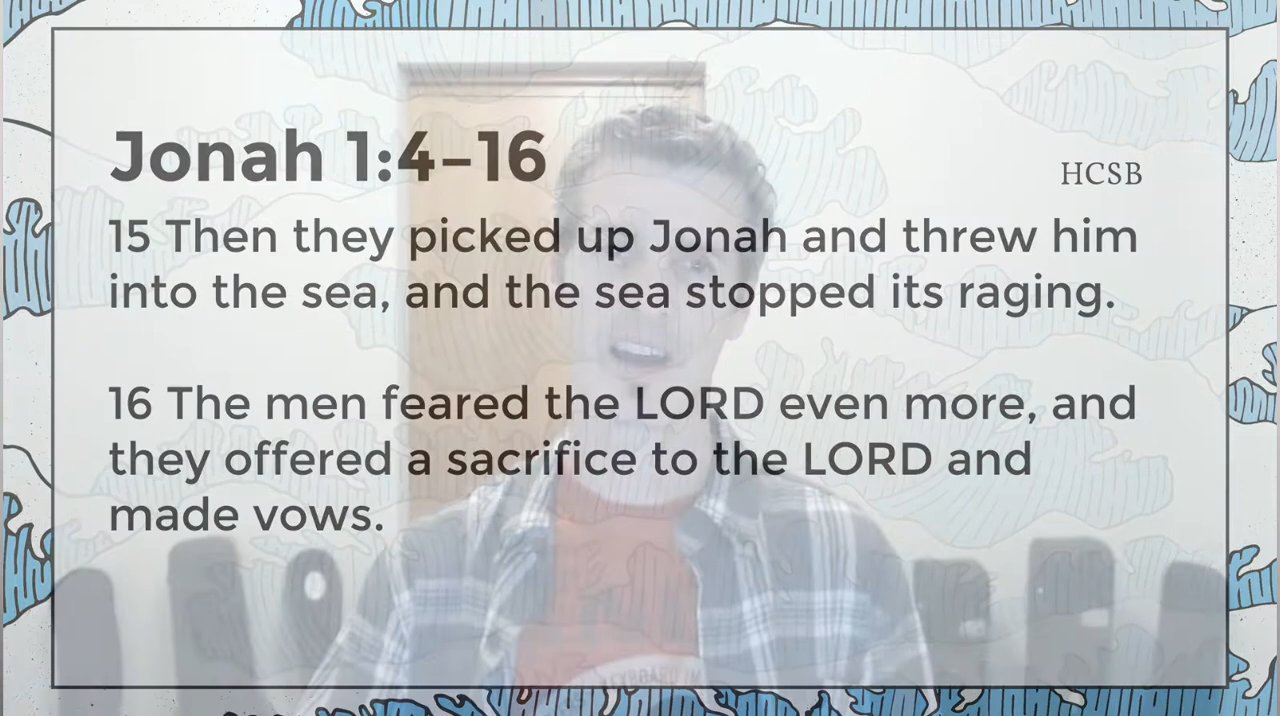 Jonah 1:4–16
HCSB
15 Then they picked up Jonah and threw him
into the sea, and the sea stopped its raging.
16 The men feared the LORD even more, and
they offered a sacrifice to the LORD and
made vows.